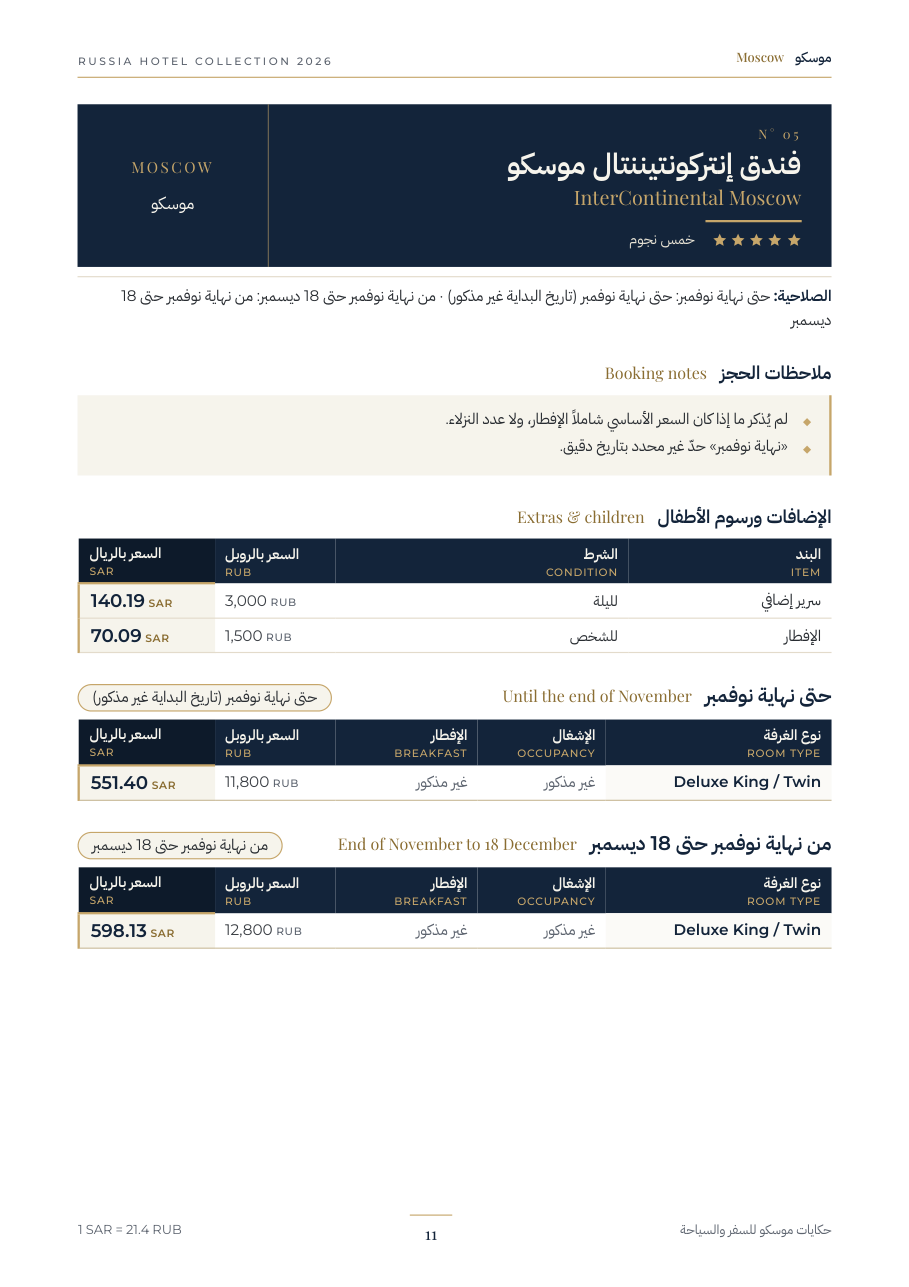 RUSSIA HOTEL COLLECTION 2026
موسكو Moscow
N° 05
فندق إنتركونتيننتال موسكو
InterContinental Moscow
★★★★★ خمس نجوم
MOSCOW
موسكو
الصلاحية: حتى نهاية نوفمبر: حتى نهاية نوفمبر (تاريخ البداية غير مذكور) · من نهاية نوفمبر حتى 18 ديسمبر: من نهاية نوفمبر حتى 18
ديسمبر
ملاحظات الحجز Booking notes
لم يُذكر ما إذا كان السعر الأساسي شاملاً الإفطار، ولا عدد النزلاء.
«نهاية نوفمبر» حدّ غير محدد بتاريخ دقيق.
الإضافات ورسوم الأطفال Extras & children
البند الشرط السعر بالروبل السعر بالريال
ITEM CONDITION RUB SAR
سرير إضافي لليلة 3,000 RUB 140.19 SAR
الإفطار للشخص 1,500 RUB 70.09 SAR
حتى نهاية نوفمبر Until the end of November حتى نهاية نوفمبر (تاريخ البداية غير مذكور)
نوع الغرفة الإشغال الإفطار السعر بالروبل السعر بالريال
ROOM TYPE OCCUPANCY BREAKFAST RUB SAR
Deluxe King / Twin غير مذكور غير مذكور 11,800 RUB 551.40 SAR
من نهاية نوفمبر حتى 18 ديسمبر End of November to 18 December من نهاية نوفمبر حتى 18 ديسمبر
نوع الغرفة الإشغال الإفطار السعر بالروبل السعر بالريال
ROOM TYPE OCCUPANCY BREAKFAST RUB SAR
Deluxe King / Twin غير مذكور غير مذكور 12,800 RUB 598.13 SAR
حكايات موسكو للسفر والسياحة
11
1 SAR = 21.4 RUB